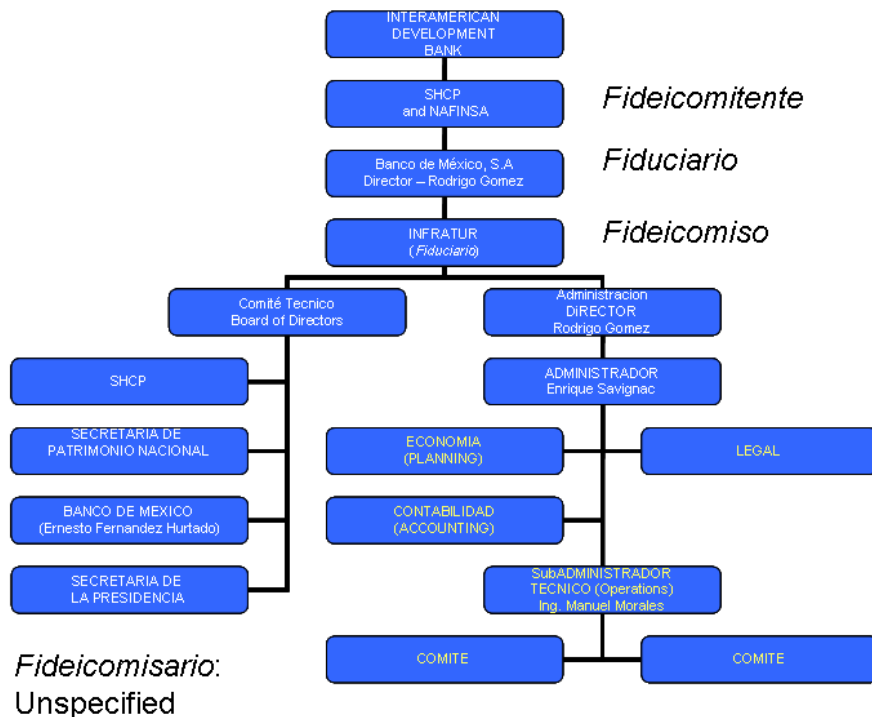 INTERAMERICAN
DEVELOPMENT
BANK
SHCP
and NAFINSA
Fideicomitente
Banco de México, S.A
Director – Rodrigo Gomez
Fiduciario
INFRATUR
(Fiduciario)
Fideicomiso
Comité Tecnico
Board of Directors
Administracion
DiRECTOR
Rodrigo Gomez
SHCP
ADMINISTRADOR
Enrique Savignac
SECRETARIA DE
PATRIMONIO NACIONAL
ECONOMIA
(PLANNING)
LEGAL
BANCO DE MEXICO
(Ernesto Fernandez Hurtado)
CONTABILIDAD
(ACCOUNTING)
SECRETARIA DE
LA PRESIDENCIA
SubADMINISTRADOR
TECNICO (Operations)
Ing. Manuel Morales
COMITE
COMITE
Fideicomisario:
Unspecified